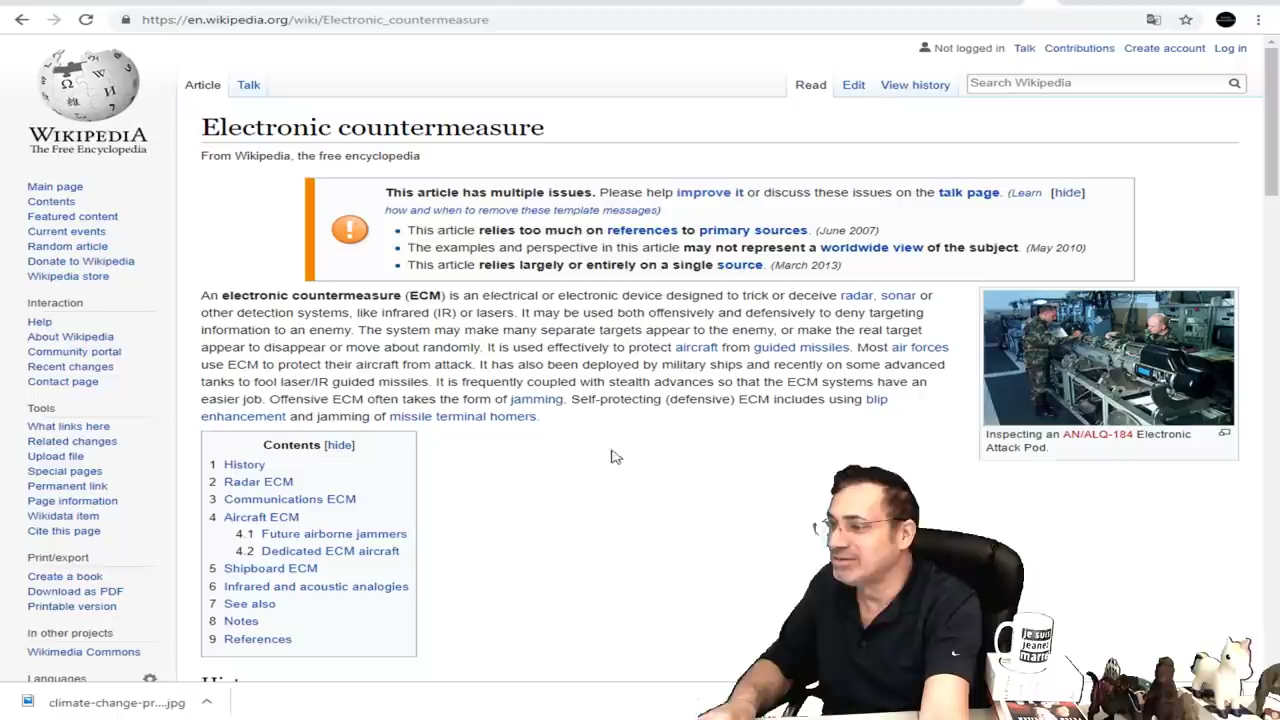 https://en.wikipedia.org/wiki/Electronic_countermeasure
Not logged in Talk Contributions Create account Log in
Article Talk
Read Edit View history Search Wikipedia
WIKIPEDIA
The Free Encyclopedia
Main page
Contents
Featured content
Current events
Random article
Donate to Wikipedia
Wikipedia store
Interaction
Help
About Wikipedia
Community portal
Recent changes
Contact page
Tools
What links here
Related changes
Upload file
Special pages
Permanent link
Page information
Wikidata item
Cite this page
Print/export
Create a book
Download as PDF
Printable version
In other projects
Wikimedia Commons
Languages
Electronic countermeasure
From Wikipedia, the free encyclopedia
This article has multiple issues. Please help improve it or discuss these issues on the talk page. (Learn [hide]
how and when to remove these template messages)
• This article relies too much on references to primary sources. (June 2007)
• The examples and perspective in this article may not represent a worldwide view of the subject. (May 2010)
• This article relies largely or entirely on a single source. (March 2013)
An electronic countermeasure (ECM) is an electrical or electronic device designed to trick or deceive radar, sonar or
other detection systems, like infrared (IR) or lasers. It may be used both offensively and defensively to deny targeting
information to an enemy. The system may make many separate targets appear to the enemy, or make the real target
appear to disappear or move about randomly. It is used effectively to protect aircraft from guided missiles. Most air forces
use ECM to protect their aircraft from attack. It has also been deployed by military ships and recently on some advanced
tanks to fool laser/IR guided missiles. It is frequently coupled with stealth advances so that the ECM systems have an
easier job. Offensive ECM often takes the form of jamming. Self-protecting (defensive) ECM includes using blip
enhancement and jamming of missile terminal homers.
Inspecting an AN/ALQ-184 Electronic
Attack Pod.
Contents [hide]
1 History
2 Radar ECM
3 Communications ECM
4 Aircraft ECM
4.1 Future airborne jammers
4.2 Dedicated ECM aircraft
5 Shipboard ECM
6 Infrared and acoustic analogies
7 See also
8 Notes
9 References
je suis
jeanet
climate-change-pr....jpg